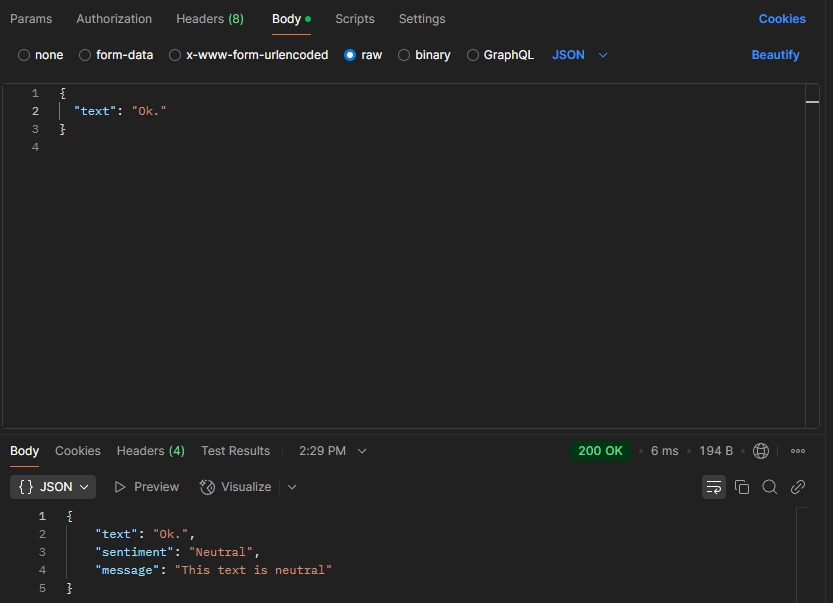 Params Authorization Headers (8) Body Scripts Settings Cookies
none form-data x-www-form-urlencoded raw binary GraphQL JSON Beautify
1 {
2 "text": "Ok."
3 }
4
Body Cookies Headers (4) Test Results 2:29 PM 200 OK • 6 ms • 194 B •
{} JSON Preview Visualize
1 {
2 "text": "Ok.",
3 "sentiment": "Neutral",
4 "message": "This text is neutral"
5 }